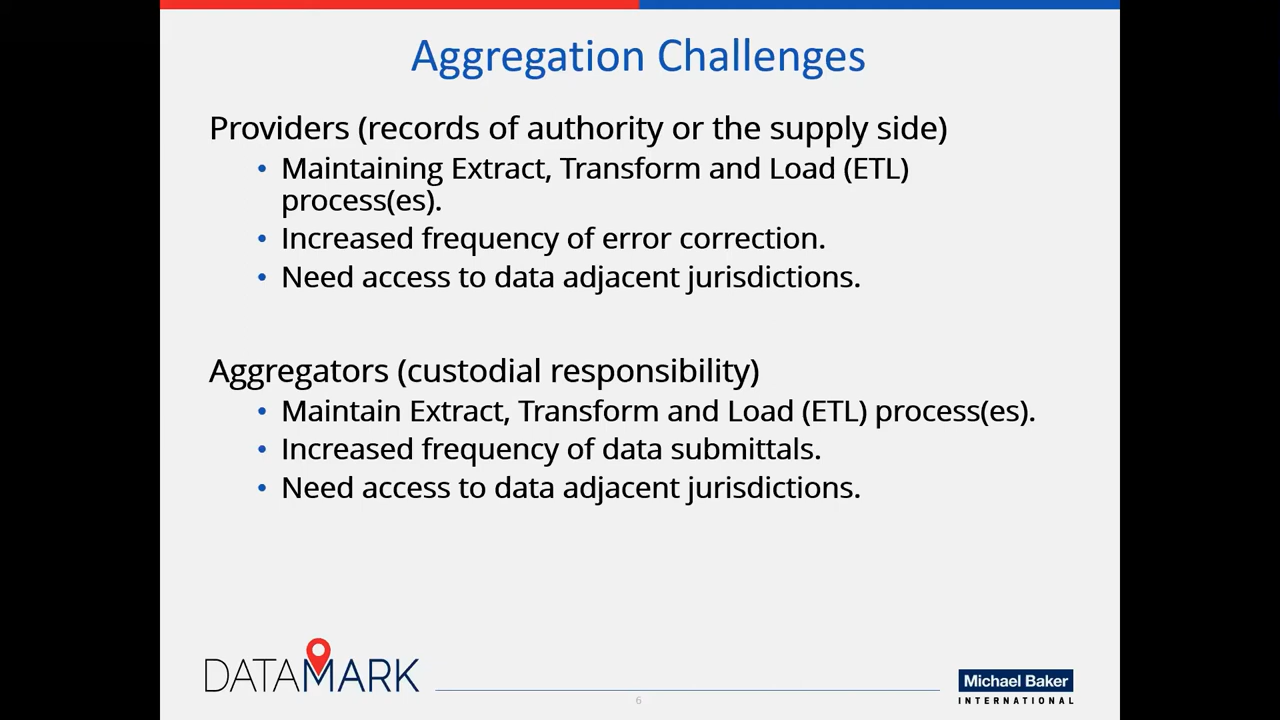 Aggregation Challenges
Providers (records of authority or the supply side)
• Maintaining Extract, Transform and Load (ETL)
process(es).
• Increased frequency of error correction.
• Need access to data adjacent jurisdictions.
Aggregators (custodial responsibility)
• Maintain Extract, Transform and Load (ETL) process(es).
• Increased frequency of data submittals.
• Need access to data adjacent jurisdictions.
DATAMARK
6
Michael Baker
INTERNATIONAL